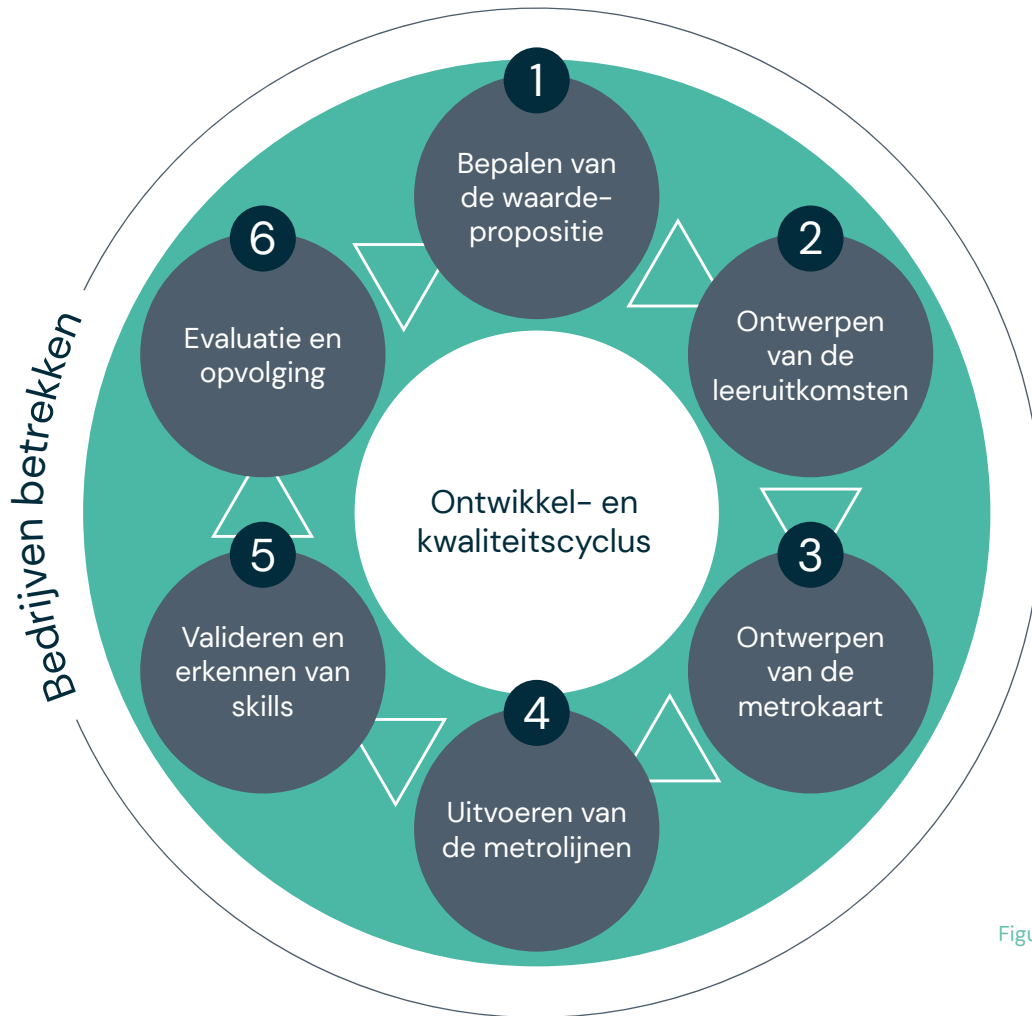 1
Bepalen van
de waarde-
propositie
2
Ontwerpen
van de
leeruitkomsten
3
Ontwerpen
van de
metrokaart
4
Uitvoeren van
de metrolijnen
5
Valideren en
erkennen van
skills
6
Evaluatie en
opvolging
Ontwikkel- en
kwaliteitscyclus
Bedrijven betrekken